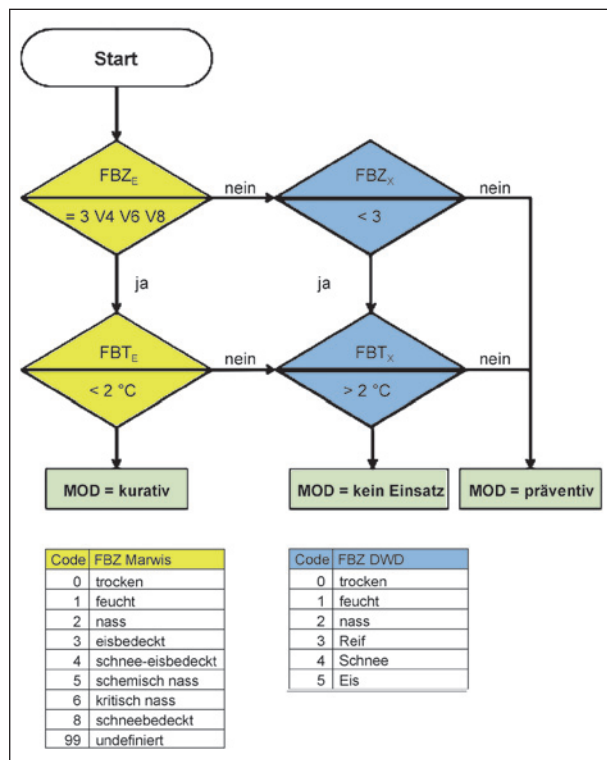 Start
FBZE
= 3 V4 V6 V8
nein
FBZX
< 3
nein
ja
ja
FBTE
< 2 °C
nein
FBTX
> 2 °C
nein
MOD = kurativ
MOD = kein Einsatz
MOD = präventiv
Code FBZ Marwis
0 trocken
1 feucht
2 nass
3 eisbedeckt
4 schnee-eisbedeckt
5 schemisch nass
6 kritisch nass
8 schneebedeckt
99 undefiniert
Code FBZ DWD
0 trocken
1 feucht
2 nass
3 Reif
4 Schnee
5 Eis